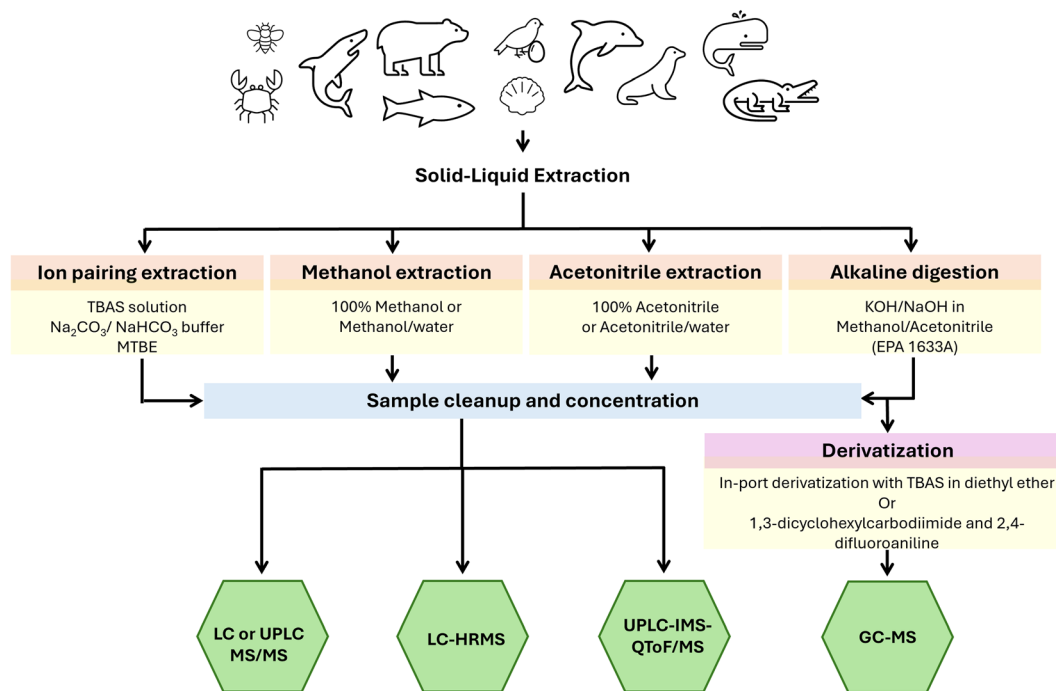 Solid-Liquid Extraction
Ion pairing extraction
TBAS solution
Na₂CO₃/ NaHCO₃ buffer
MTBE
Methanol extraction
100% Methanol or
Methanol/water
Acetonitrile extraction
100% Acetonitrile
or Acetonitrile/water
Alkaline digestion
KOH/NaOH in
Methanol/Acetonitrile
(EPA 1633A)
Sample cleanup and concentration
Derivatization
In-port derivatization with TBAS in diethyl ether
Or
1,3-dicyclohexylcarbodiimide and 2,4-
difluoroaniline
LC or UPLC
MS/MS
LC-HRMS
UPLC-IMS-
QToF/MS
GC-MS